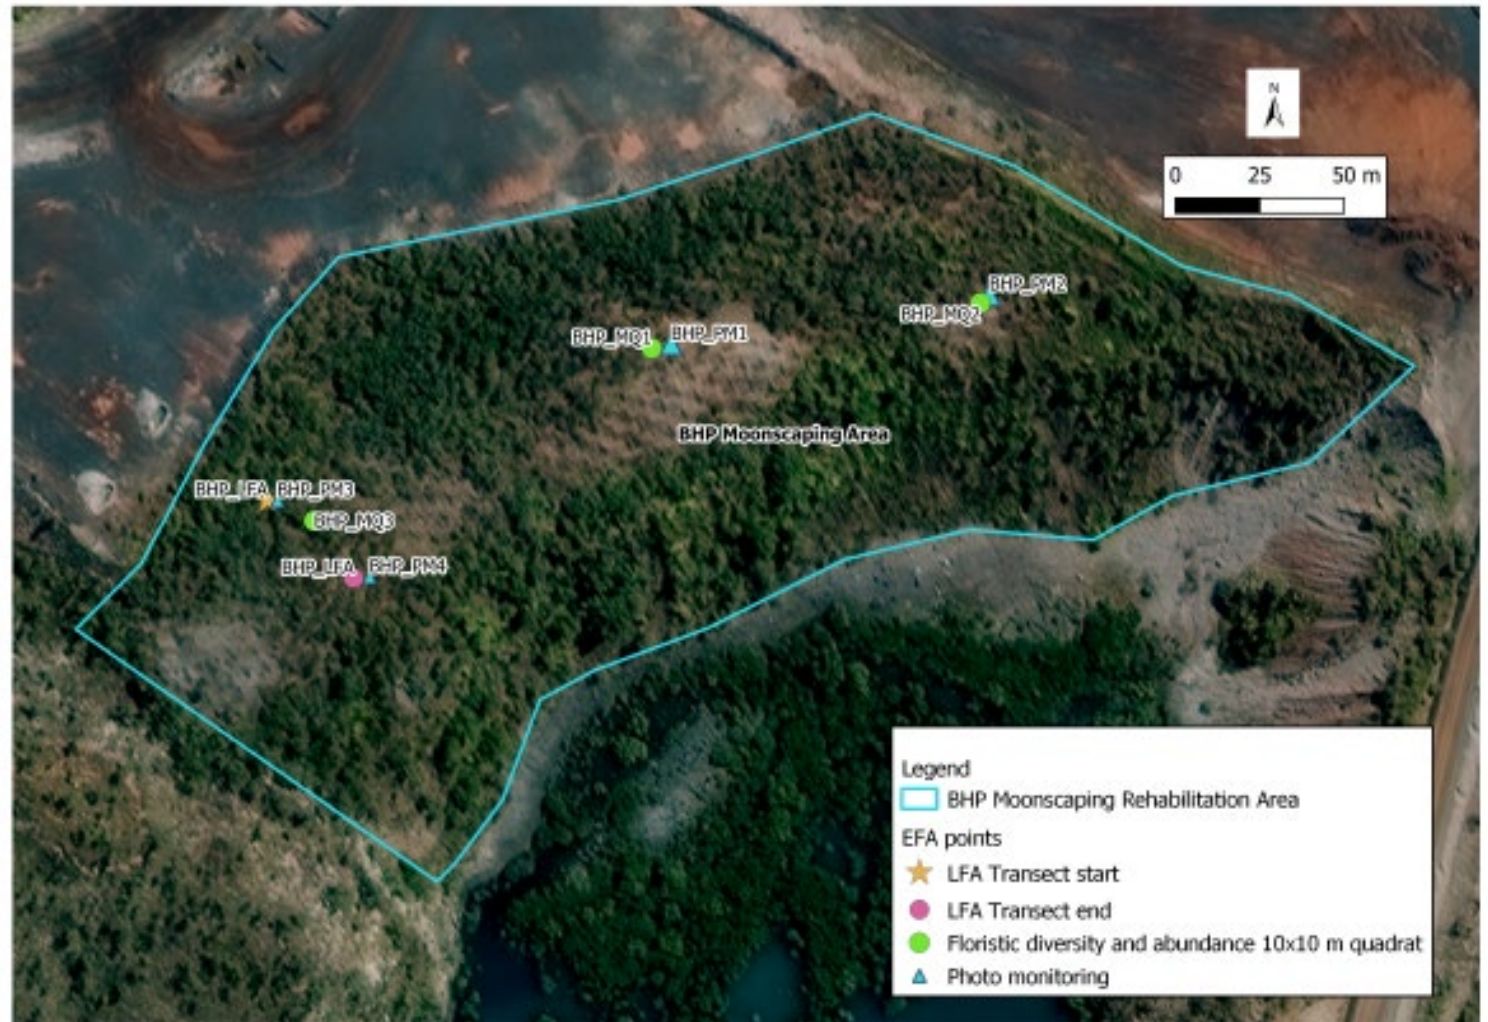 N
0 25 50 m
BHP_PM2
BHP_MQ2
BHP_MQ1 BHP_PM1
BHP Moonscaping Area
BHP_LFA BHP_PM3
BHP_MQ3
BHP_LFA BHP_PM4
Legend
BHP Moonscaping Rehabilitation Area
EFA points
LFA Transect start
LFA Transect end
Floristic diversity and abundance 10x10 m quadrat
Photo monitoring